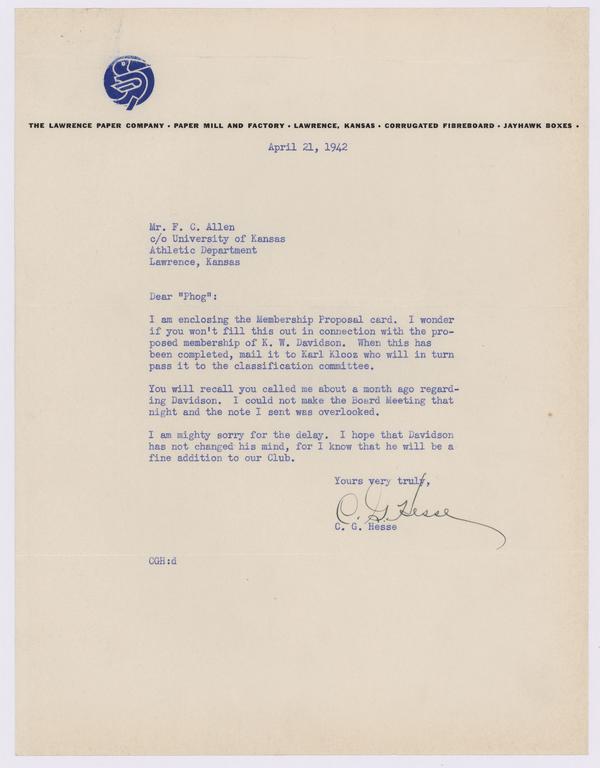 THE LAWRENCE PAPER COMPANY • PAPER MILL AND FACTORY • LAWRENCE, KANSAS • CORRUGATED FIBREBOARD • JAYHAWK BOXES •
April 21, 1942
Mr. F. C. Allen
c/o University of Kansas
Athletic Department
Lawrence, Kansas
Dear "Phog":
I am enclosing the Membership Proposal card. I wonder
if you won't fill this out in connection with the pro-
posed membership of K. W. Davidson. When this has
been completed, mail it to Karl Klooz who will in turn
pass it to the classification committee.
You will recall you called me about a month ago regard-
ing Davidson. I could not make the Board Meeting that
night and the note I sent was overlooked.
I am mighty sorry for the delay. I hope that Davidson
has not changed his mind, for I know that he will be a
fine addition to our Club.
Yours very truly,
C. G. Hesse
C. G. Hesse
CGH:d